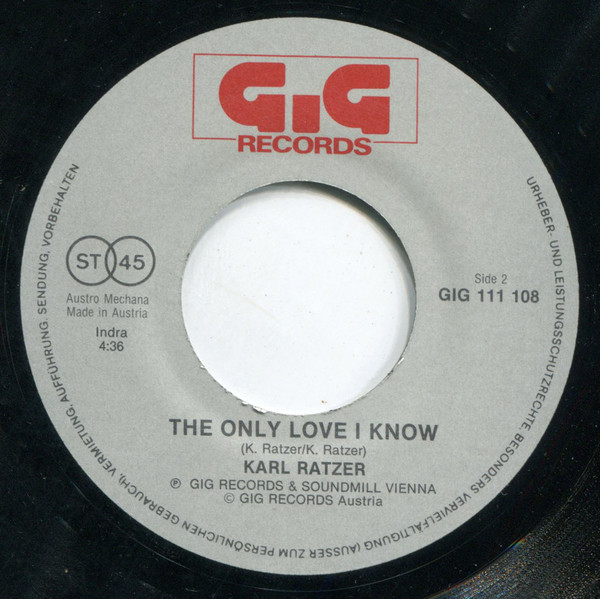 GiG
RECORDS
URHEBER- UND LEISTUNGSSCHUTZRECHTE, BESONDERS VERVIELFÄLTIGUNG (AUSSER ZUM PERSÖNLICHEN GEBRAUCH), VERMIETUNG, AUFFÜHRUNG, SENDUNG, VORBEHALTEN
ST 45
Austro Mechana
Made in Austria
Indra
4:36
Side 2
GIG 111 108
THE ONLY LOVE I KNOW
(K. Ratzer/K. Ratzer)
KARL RATZER
℗ GIG RECORDS & SOUNDMILL VIENNA
© GIG RECORDS Austria